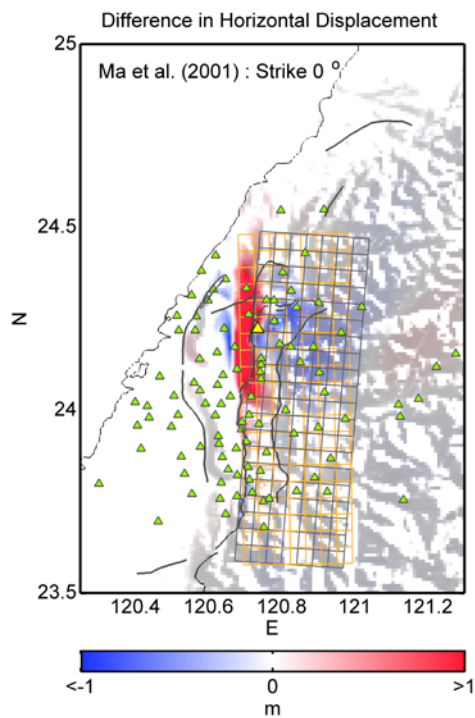 Difference in Horizontal Displacement
25
Ma et al. (2001) : Strike 0 °
24.5
N
24
23.5
120.4 120.6 120.8 121 121.2
E
<-1 0 >1
m